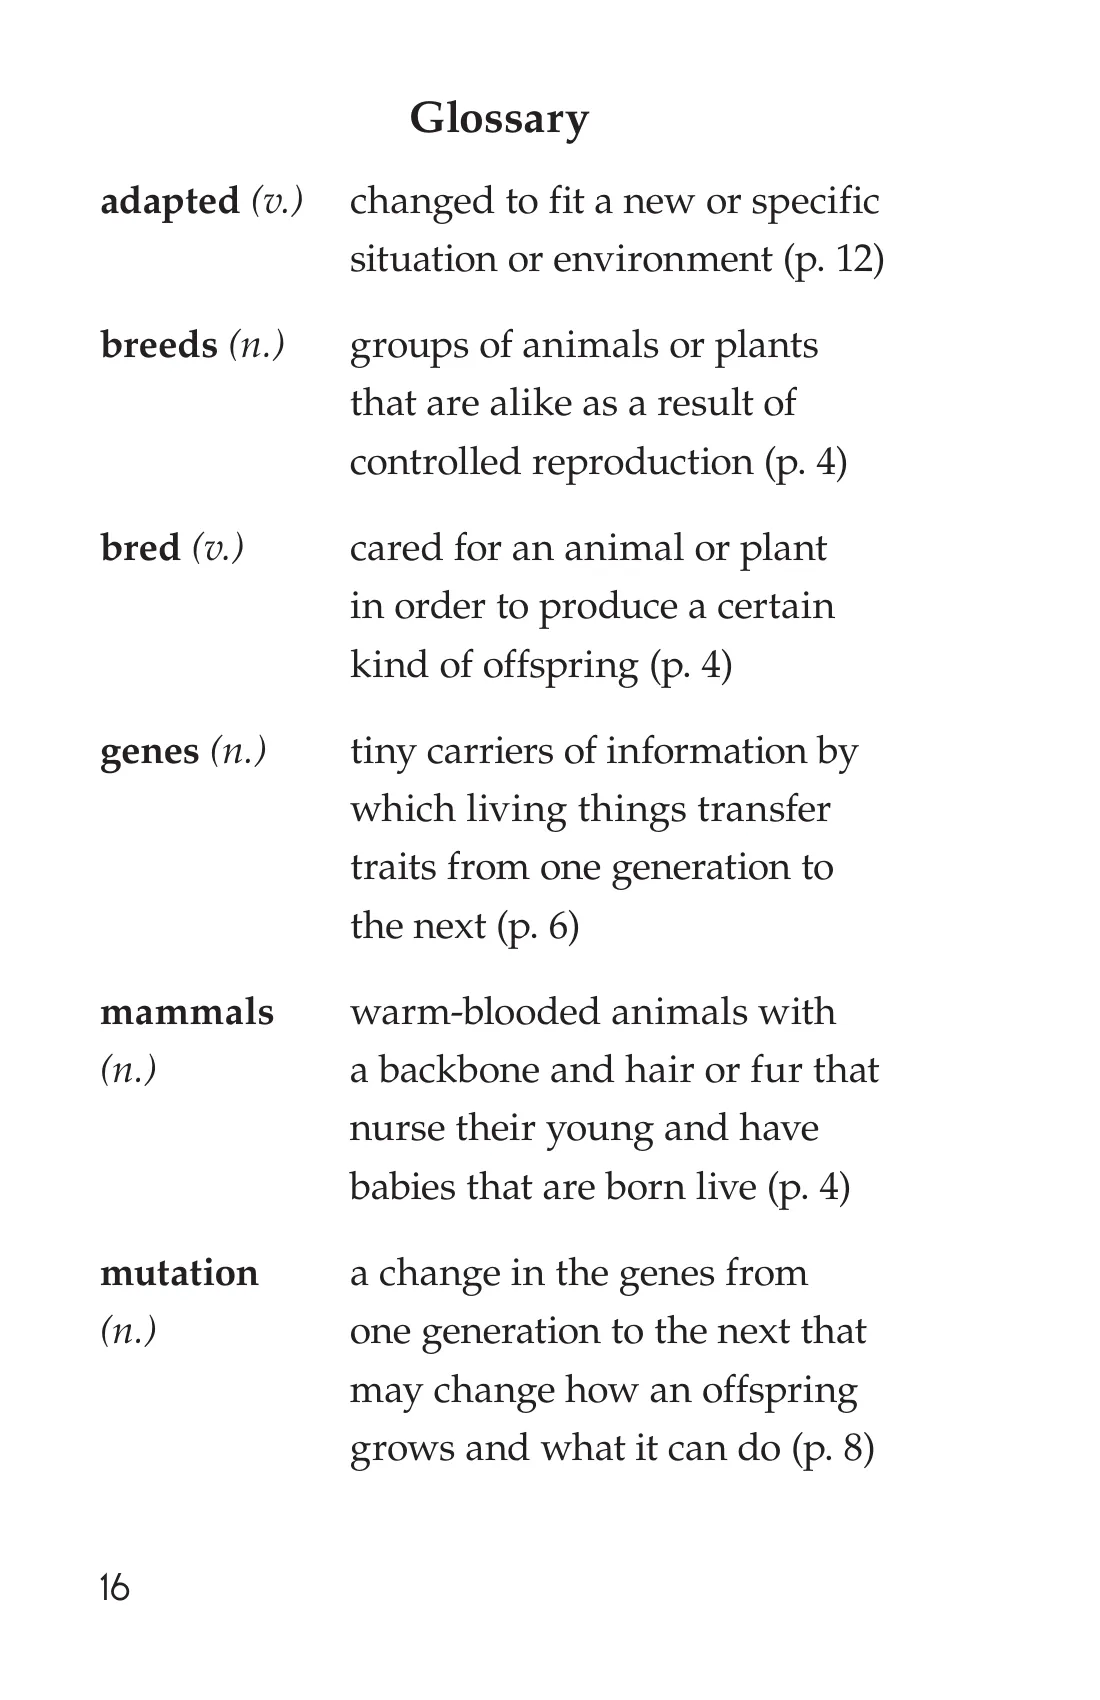 Glossary
adapted (v.) changed to fit a new or specific
situation or environment (p. 12)
breeds (n.) groups of animals or plants
that are alike as a result of
controlled reproduction (p. 4)
bred (v.) cared for an animal or plant
in order to produce a certain
kind of offspring (p. 4)
genes (n.) tiny carriers of information by
which living things transfer
traits from one generation to
the next (p. 6)
mammals warm-blooded animals with
(n.) a backbone and hair or fur that
nurse their young and have
babies that are born live (p. 4)
mutation a change in the genes from
(n.) one generation to the next that
may change how an offspring
grows and what it can do (p. 8)
16